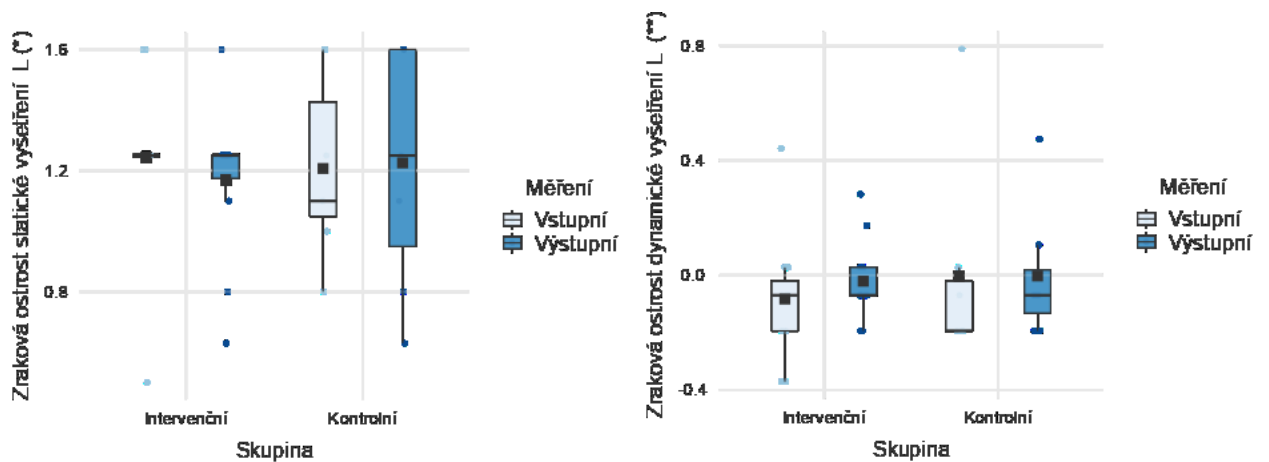 Zraková ostrost statické vyšetření L (*)
1.6
1.2
0.8
Intervenční
Kontrolní
Skupina
Měření
Vstupní
Výstupní
Zraková ostrost dynamické vyšetření L (**)
0.8
0.4
0.0
-0.4
Intervenční
Kontrolní
Skupina
Měření
Vstupní
Výstupní